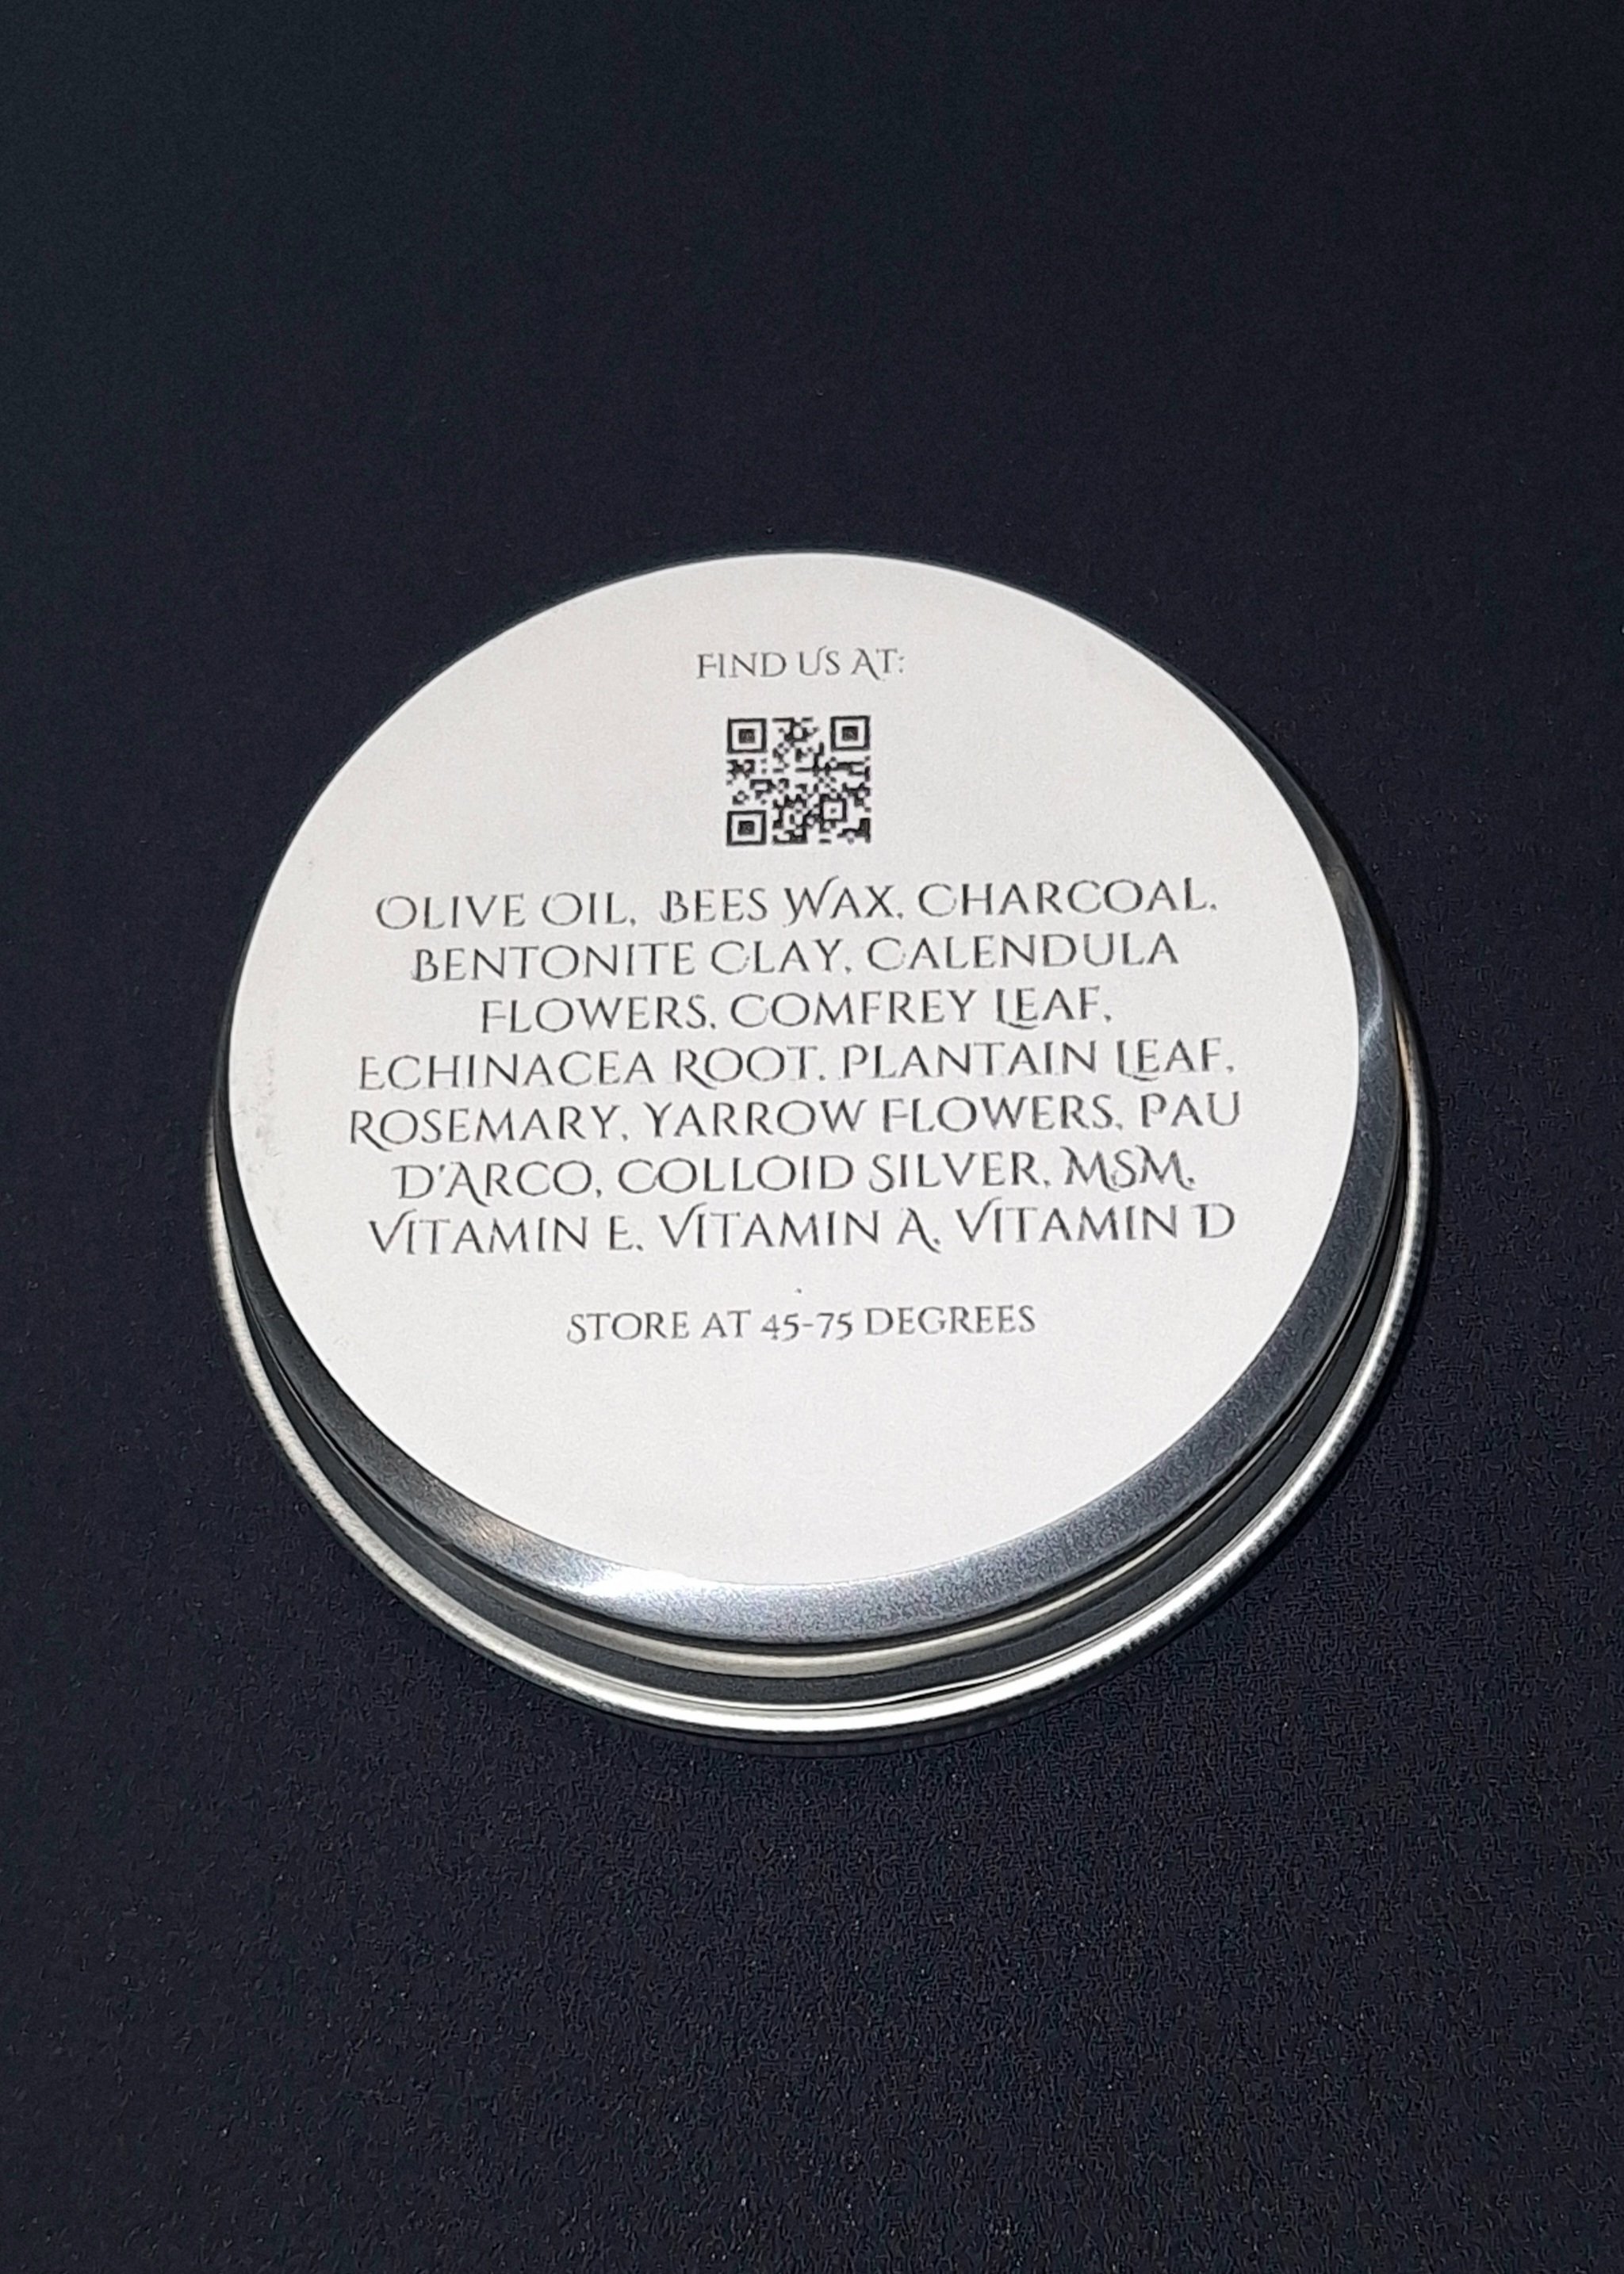 FIND US AT:
OLIVE OIL, BEES WAX, CHARCOAL,
BENTONITE CLAY, CALENDULA
FLOWERS, COMFREY LEAF,
ECHINACEA ROOT, PLANTAIN LEAF,
ROSEMARY, YARROW FLOWERS, PAU
D'ARCO, COLLOID SILVER, MSM,
VITAMIN E, VITAMIN A, VITAMIN D
STORE AT 45-75 DEGREES